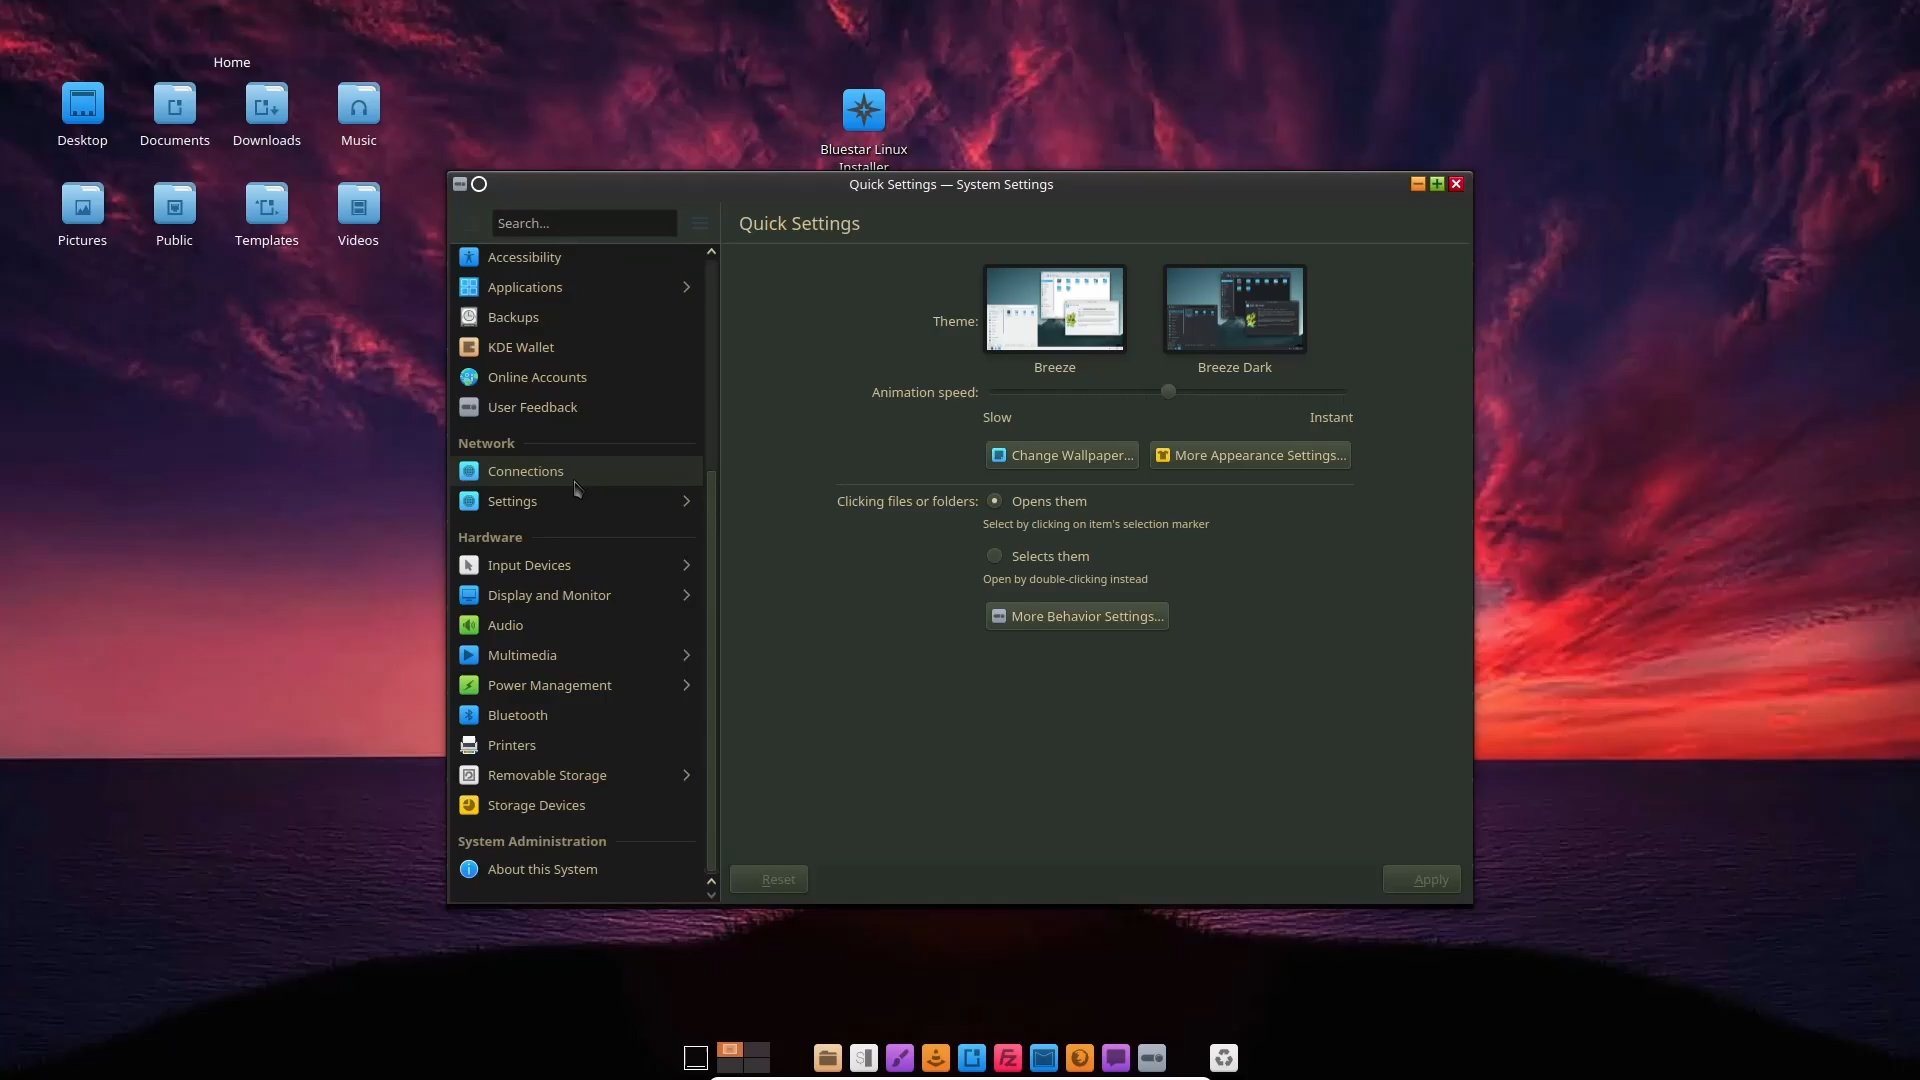 Home
Desktop
Documents
Downloads
Music
Pictures
Public
Templates
Videos
Bluestar Linux
Installer
Quick Settings — System Settings
Search...
Quick Settings
Accessibility
Applications
Backups
KDE Wallet
Online Accounts
User Feedback
Network
Connections
Settings
Hardware
Input Devices
Display and Monitor
Audio
Multimedia
Power Management
Bluetooth
Printers
Removable Storage
Storage Devices
System Administration
About this System
Theme:
Breeze
Breeze Dark
Animation speed:
Slow
Instant
Change Wallpaper...
More Appearance Settings...
Clicking files or folders:
Opens them
Select by clicking on item's selection marker
Selects them
Open by double-clicking instead
More Behavior Settings...
Reset
Apply